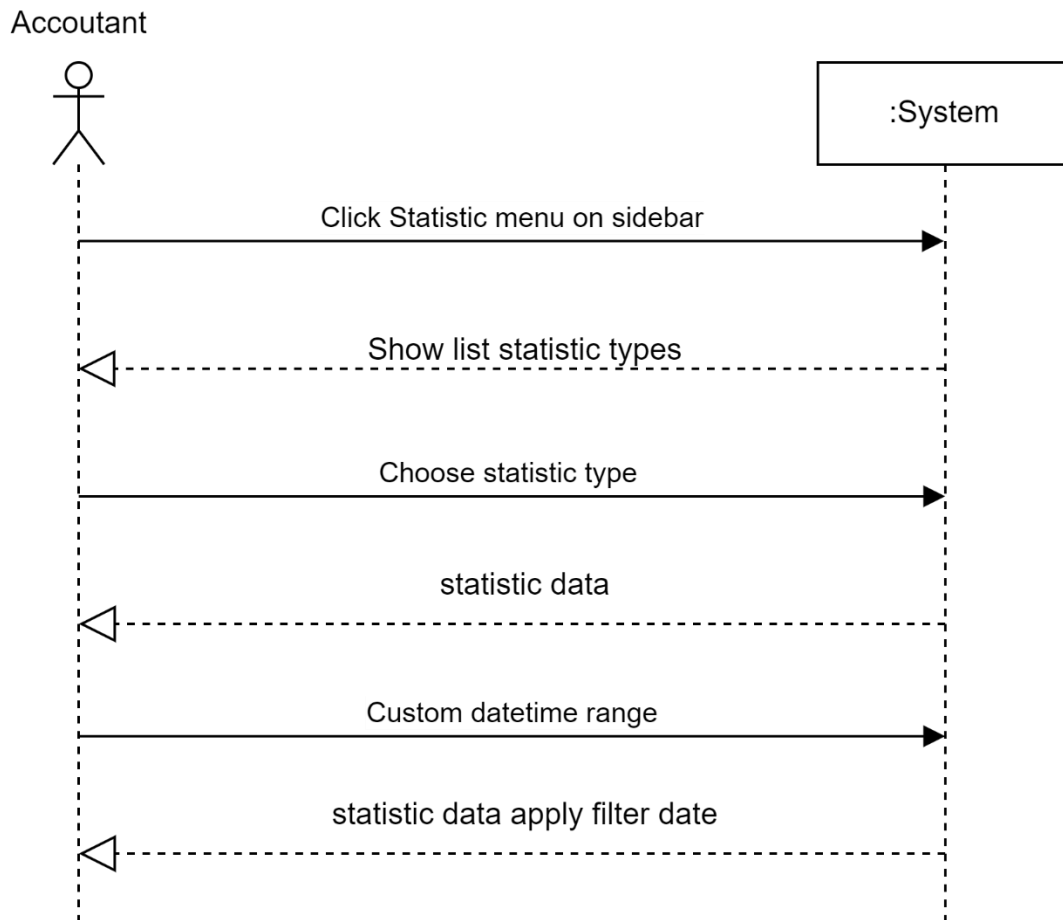 Accoutant
:System
Click Statistic menu on sidebar
Show list statistic types
Choose statistic type
statistic data
Custom datetime range
statistic data apply filter date